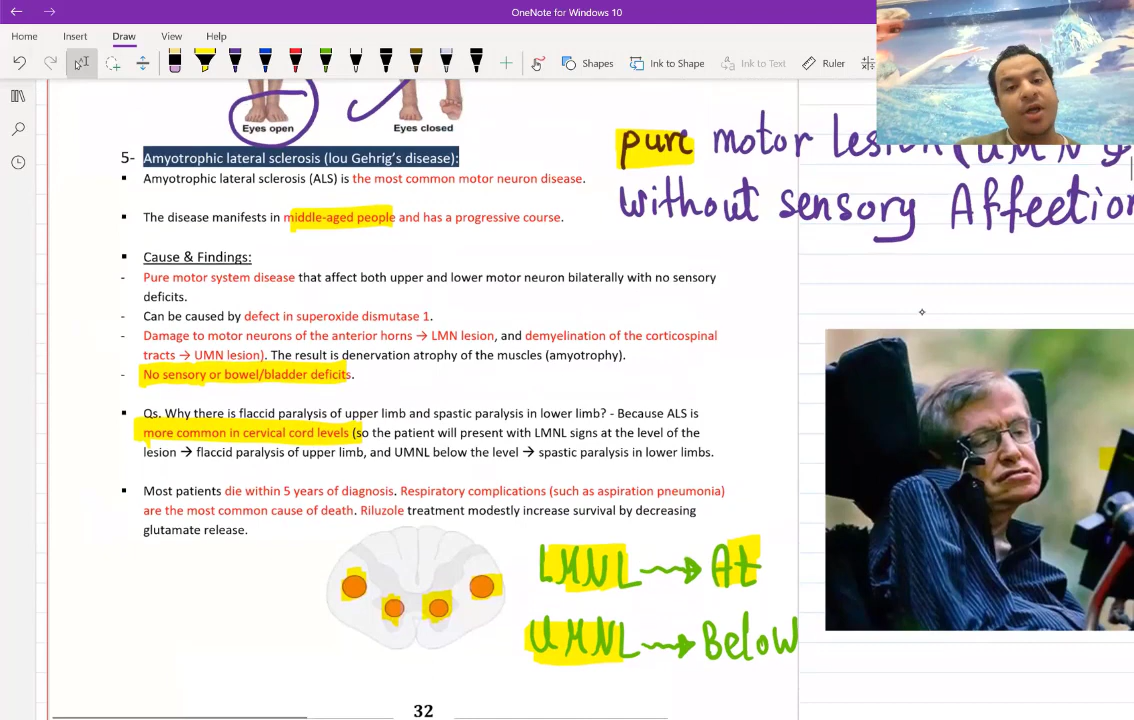 OneNote for Windows 10
Home Insert Draw View Help
Shapes Ink to Shape Ink to Text Ruler
Eyes open Eyes closed
5- Amyotrophic lateral sclerosis (lou Gehrig's disease):
▪ Amyotrophic lateral sclerosis (ALS) is the most common motor neuron disease.
▪ The disease manifests in middle-aged people and has a progressive course.
▪ Cause & Findings:
- Pure motor system disease that affect both upper and lower motor neuron bilaterally with no sensory
deficits.
- Can be caused by defect in superoxide dismutase 1.
- Damage to motor neurons of the anterior horns → LMN lesion, and demyelination of the corticospinal
tracts → UMN lesion). The result is denervation atrophy of the muscles (amyotrophy).
- No sensory or bowel/bladder deficits.
▪ Qs. Why there is flaccid paralysis of upper limb and spastic paralysis in lower limb? - Because ALS is
more common in cervical cord levels (so the patient will present with LMNL signs at the level of the
lesion → flaccid paralysis of upper limb, and UMNL below the level → spastic paralysis in lower limbs.
▪ Most patients die within 5 years of diagnosis. Respiratory complications (such as aspiration pneumonia)
are the most common cause of death. Riluzole treatment modestly increase survival by decreasing
glutamate release.
pure motor
without sensory Affection
LMNL → At
UMNL → Below
32